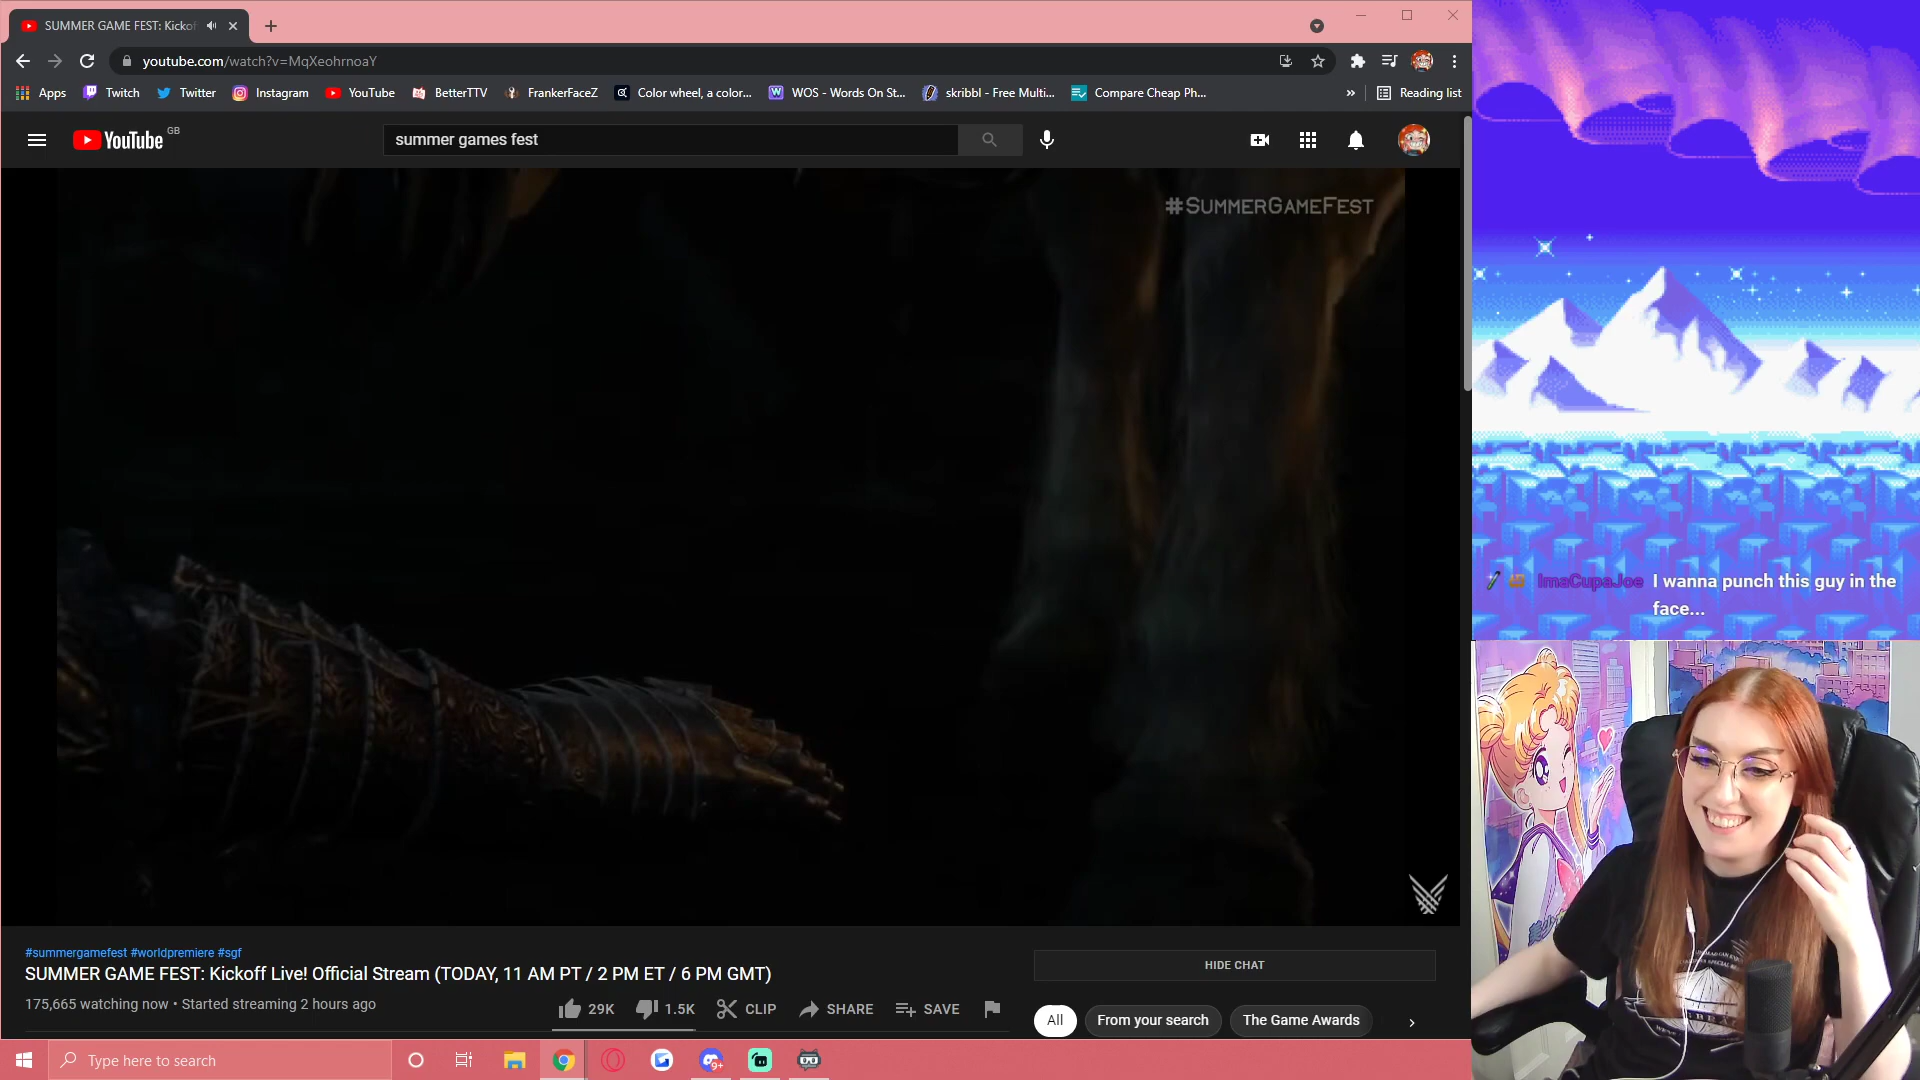 SUMMER GAME FEST: Kicko
youtube.com/watch?v=MqXeohrnoaY
Apps Twitch Twitter Instagram YouTube BetterTTV FrankerFaceZ Color wheel, a color... WOS - Words On St... skribbl - Free Multi... Compare Cheap Ph... » Reading list
YouTube GB
summer games fest
#SUMMERGAMEFEST
ImaCupaJoe I wanna punch this guy in the
face...
#summergamefest #worldpremiere #sgf
SUMMER GAME FEST: Kickoff Live! Official Stream (TODAY, 11 AM PT / 2 PM ET / 6 PM GMT)
175,665 watching now • Started streaming 2 hours ago
29K 1.5K CLIP SHARE SAVE
HIDE CHAT
All From your search The Game Awards
Type here to search
9+